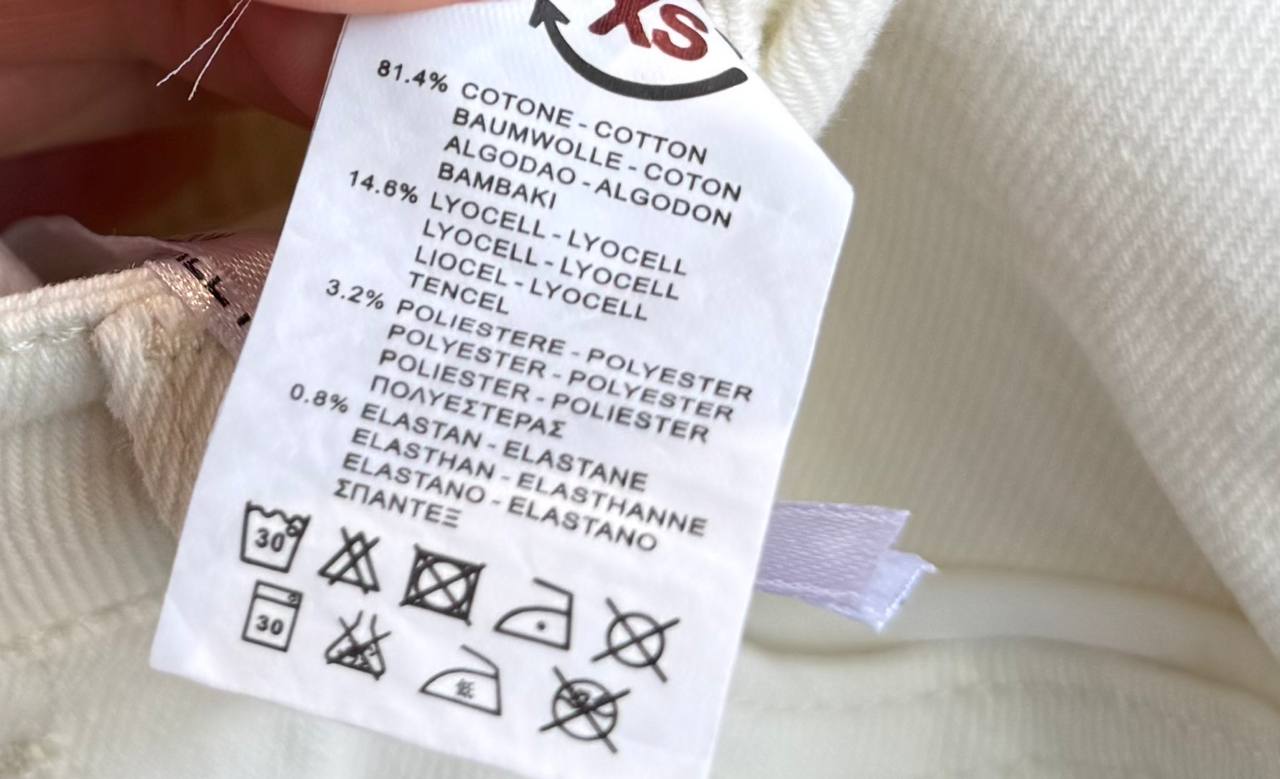 XS
81.4% COTONE - COTTON
BAUMWOLLE - COTON
ALGODAO - ALGODON
BAMBAKI
14.6% LYOCELL - LYOCELL
LYOCELL - LYOCELL
LIOCEL - LYOCELL
TENCEL
3.2% POLIESTERE - POLYESTER
POLYESTER - POLYESTER
POLIESTER - POLIESTER
ΠΟΛΥΕΣΤΕΡΑΣ
0.8% ELASTAN - ELASTANE
ELASTHAN - ELASTHANNE
ELASTANO - ELASTANO
ΣΠΑΝΤΕΞ
30
30 低